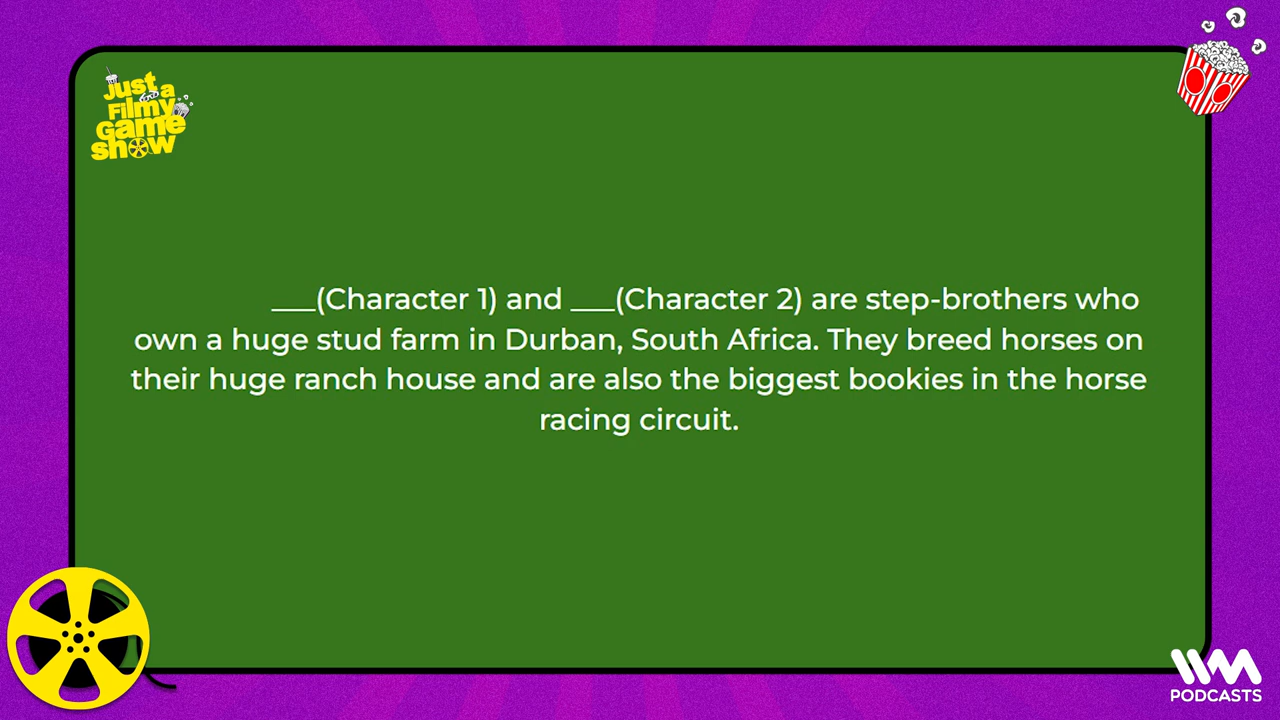 Just a
Filmy
Game
show
___(Character 1) and ___(Character 2) are step-brothers who
own a huge stud farm in Durban, South Africa. They breed horses on
their huge ranch house and are also the biggest bookies in the horse
racing circuit.
IVM
PODCASTS